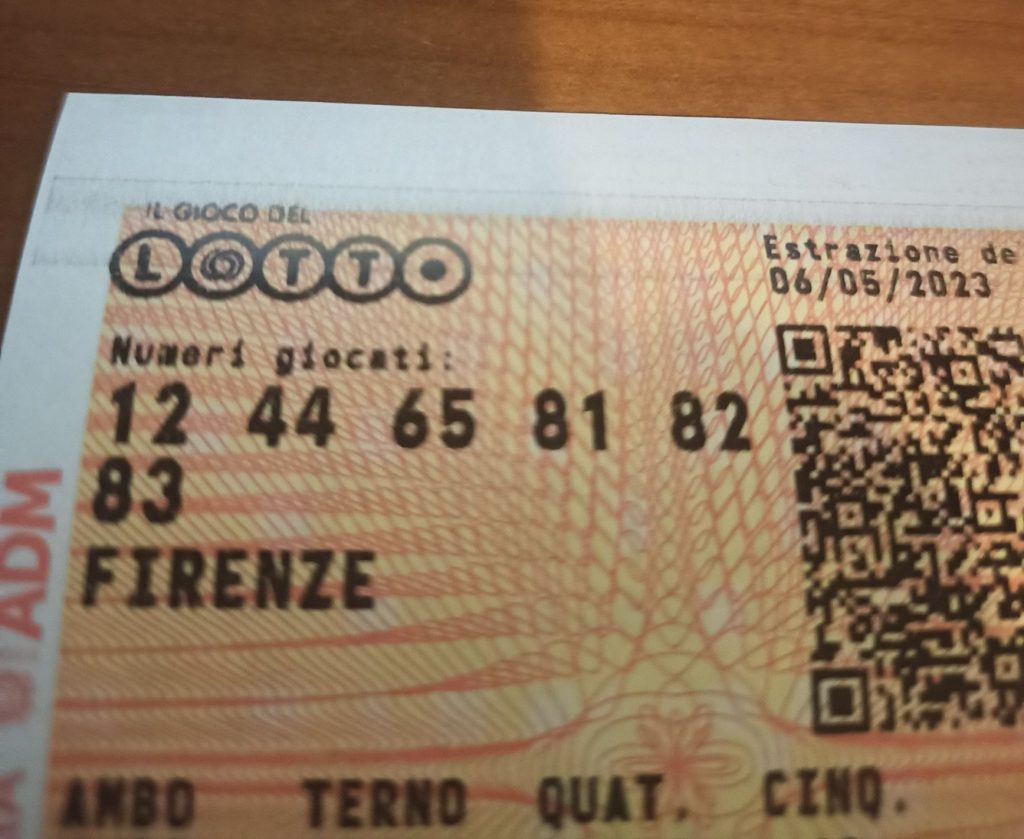 IL GIOCO DEL
LOTTO
Estrazione de
06/05/2023
Numeri giocati:
12 44 65 81 82
83
FIRENZE
ADM
AMBO TERNO QUAT. CINQ.